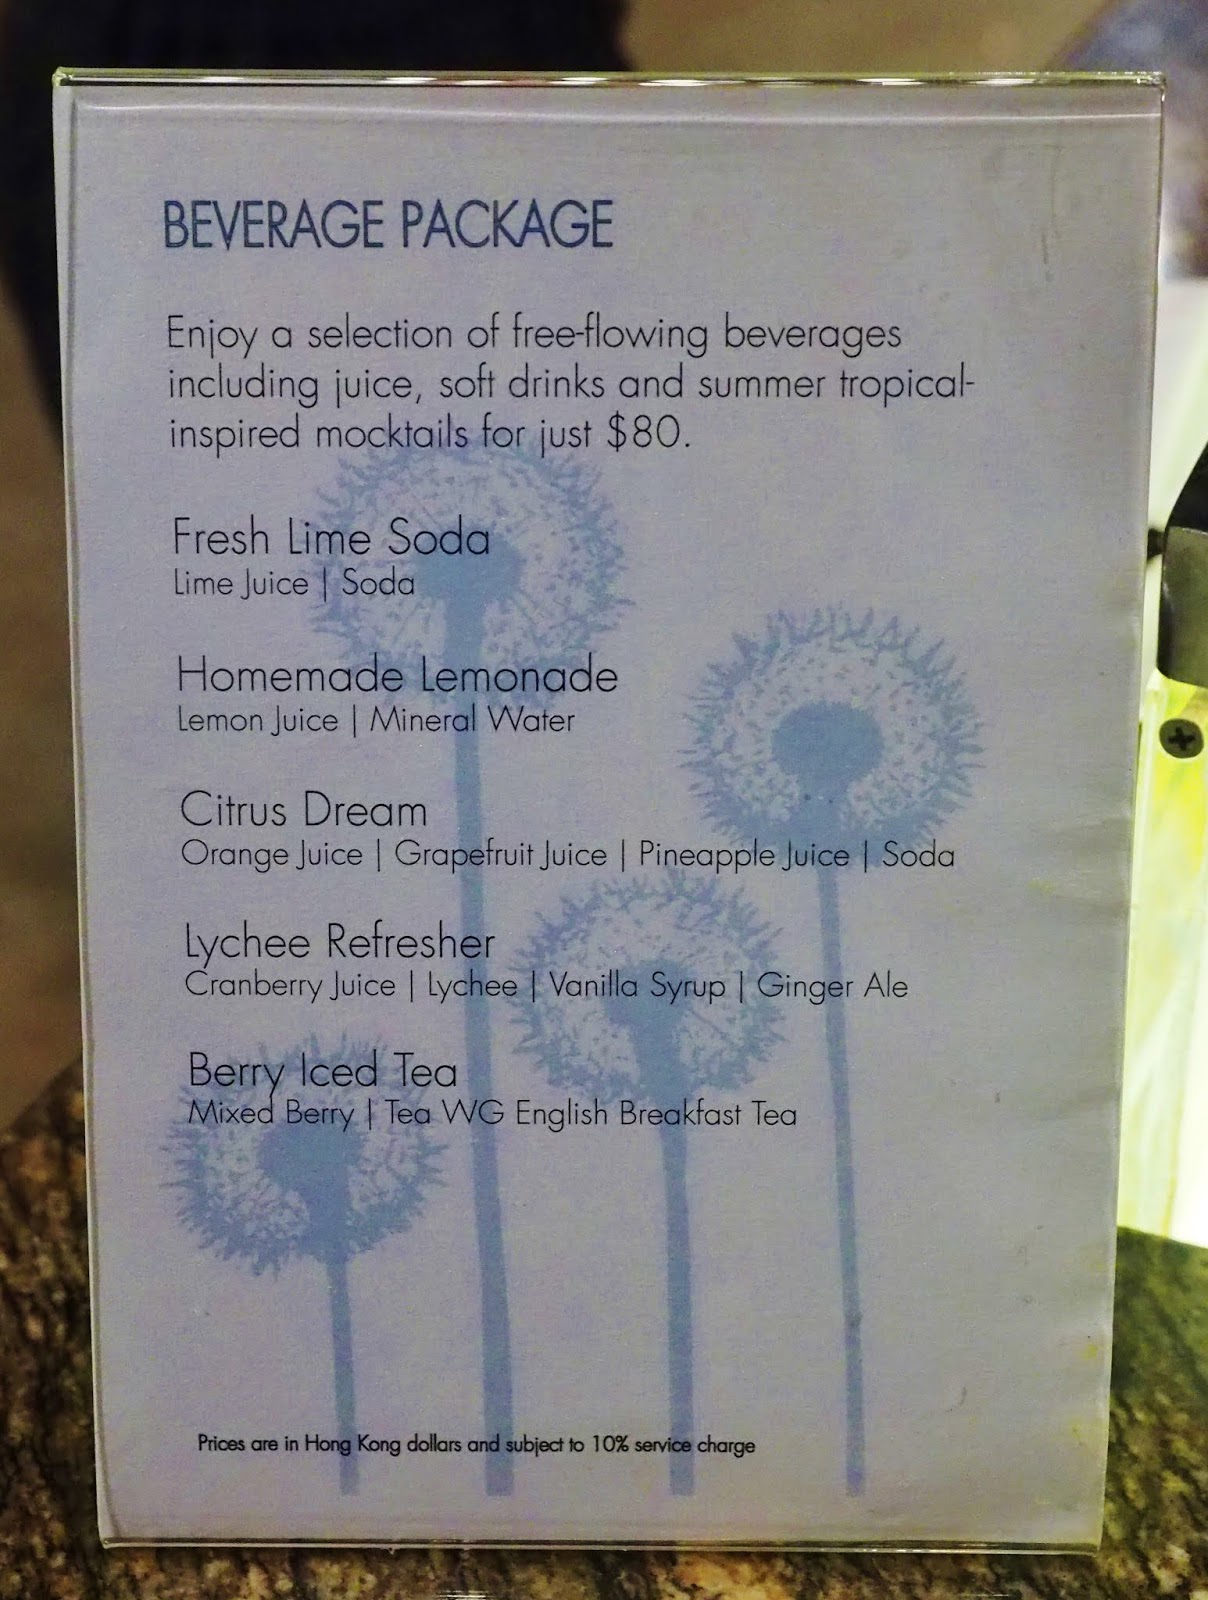 BEVERAGE PACKAGE
Enjoy a selection of free-flowing beverages
including juice, soft drinks and summer tropical-
inspired mocktails for just $80.
Fresh Lime Soda
Lime Juice | Soda
Homemade Lemonade
Lemon Juice | Mineral Water
Citrus Dream
Orange Juice | Grapefruit Juice | Pineapple Juice | Soda
Lychee Refresher
Cranberry Juice | Lychee | Vanilla Syrup | Ginger Ale
Berry Iced Tea
Mixed Berry | Tea WG English Breakfast Tea
Prices are in Hong Kong dollars and subject to 10% service charge